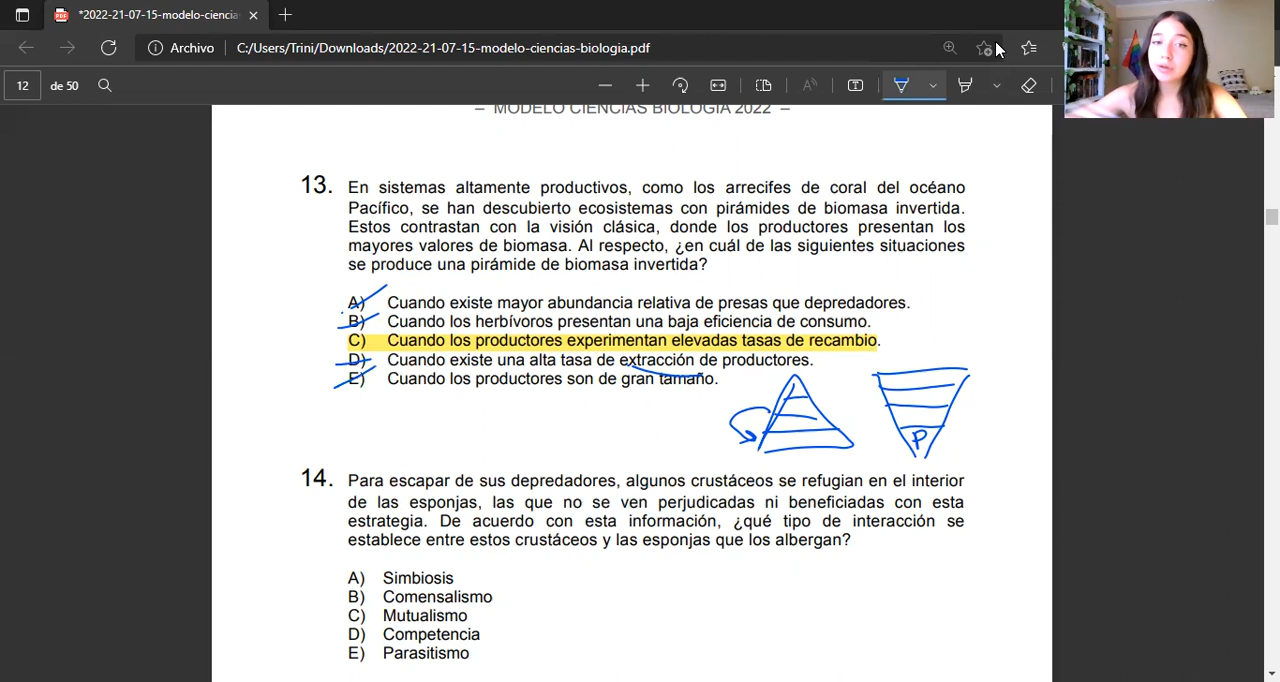 *2022-21-07-15-modelo-ciencia
Archivo
C:/Users/Trini/Downloads/2022-21-07-15-modelo-ciencias-biologia.pdf
12
de 50
– MODELO CIENCIAS BIOLOGÍA 2022 –
13. En sistemas altamente productivos, como los arrecifes de coral del océano
Pacífico, se han descubierto ecosistemas con pirámides de biomasa invertida.
Estos contrastan con la visión clásica, donde los productores presentan los
mayores valores de biomasa. Al respecto, ¿en cuál de las siguientes situaciones
se produce una pirámide de biomasa invertida?
A) Cuando existe mayor abundancia relativa de presas que depredadores.
B) Cuando los herbívoros presentan una baja eficiencia de consumo.
C) Cuando los productores experimentan elevadas tasas de recambio.
D) Cuando existe una alta tasa de extracción de productores.
E) Cuando los productores son de gran tamaño.
P
14. Para escapar de sus depredadores, algunos crustáceos se refugian en el interior
de las esponjas, las que no se ven perjudicadas ni beneficiadas con esta
estrategia. De acuerdo con esta información, ¿qué tipo de interacción se
establece entre estos crustáceos y las esponjas que los albergan?
A) Simbiosis
B) Comensalismo
C) Mutualismo
D) Competencia
E) Parasitismo